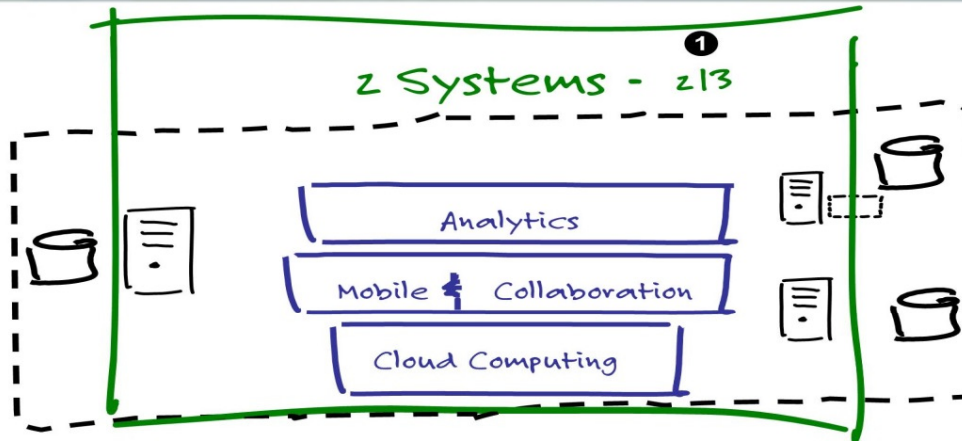 1
z Systems - z13
Analytics
Mobile & Collaboration
Cloud Computing